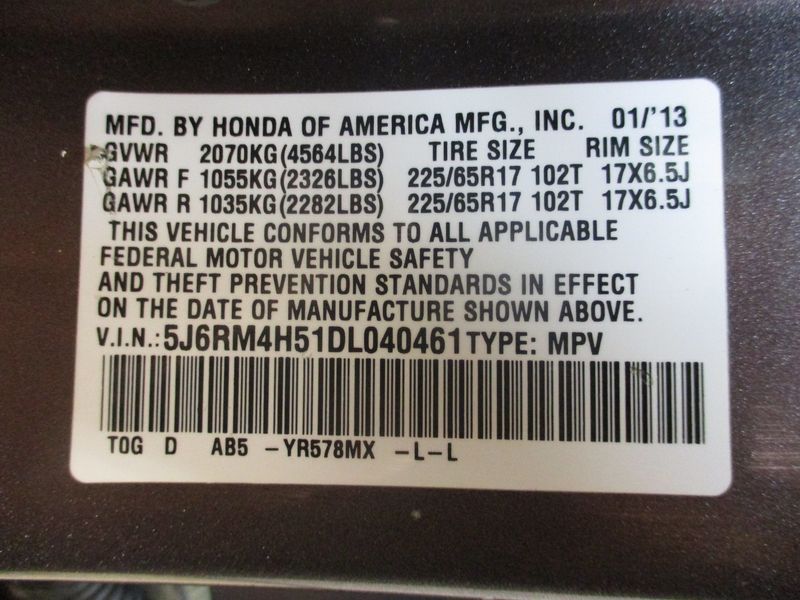 MFD. BY HONDA OF AMERICA MFG., INC. 01/'13
GVWR 2070KG(4564LBS) TIRE SIZE RIM SIZE
GAWR F 1055KG(2326LBS) 225/65R17 102T 17X6.5J
GAWR R 1035KG(2282LBS) 225/65R17 102T 17X6.5J
THIS VEHICLE CONFORMS TO ALL APPLICABLE
FEDERAL MOTOR VEHICLE SAFETY
AND THEFT PREVENTION STANDARDS IN EFFECT
ON THE DATE OF MANUFACTURE SHOWN ABOVE.
V.I.N.:5J6RM4H51DL040461 TYPE: MPV
TOG D AB5 -YR578MX -L-L